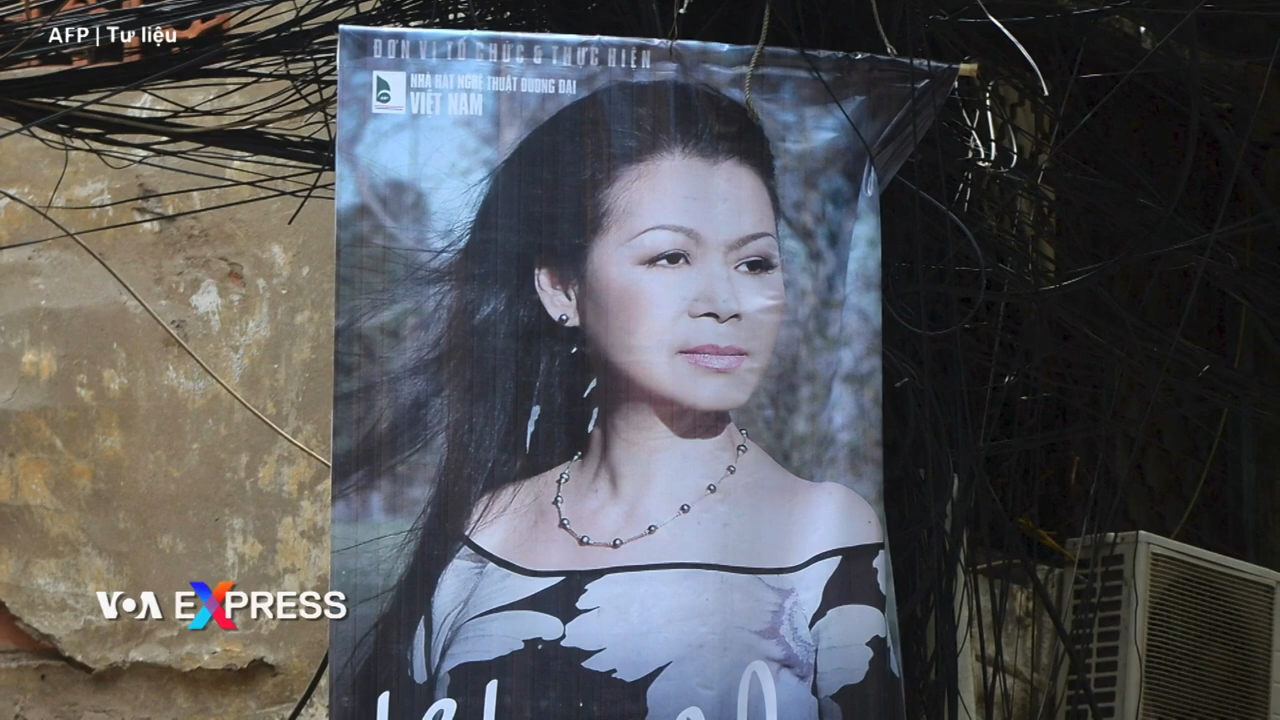 AFP | Tư liệu
ĐƠN VỊ TỔ CHỨC & THỰC HIỆN
NHÀ HÁT NGHỆ THUẬT ĐƯƠNG ĐẠI
VIỆT NAM
VOA EXPRESS